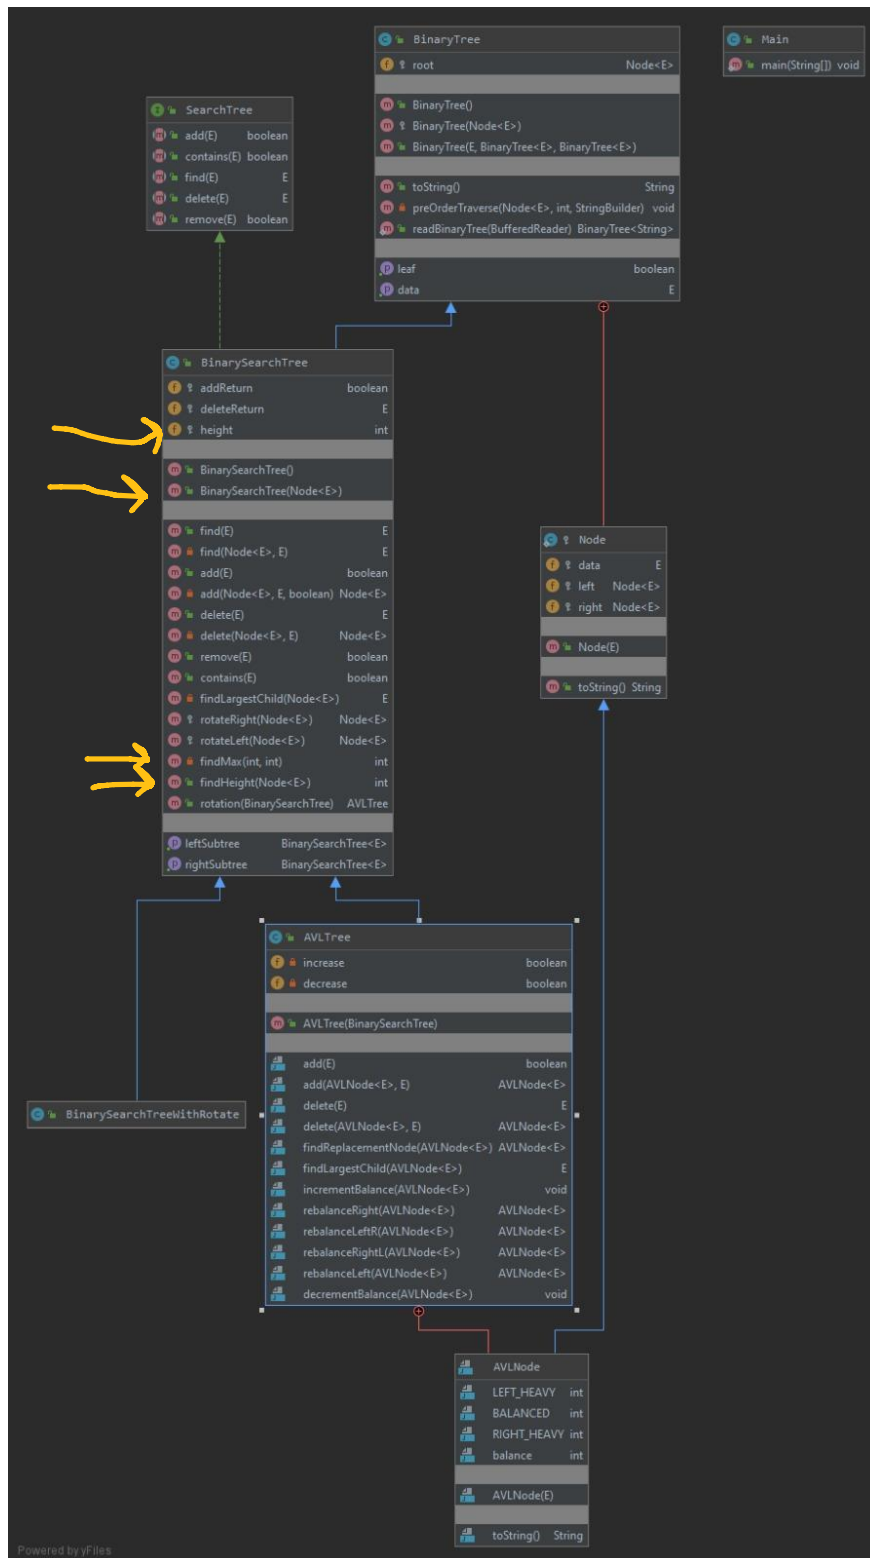 BinaryTree
root Node<E>
BinaryTree()
BinaryTree(Node<E>)
BinaryTree(E, BinaryTree<E>, BinaryTree<E>)
toString() String
preOrderTraverse(Node<E>, int, StringBuilder) void
readBinaryTree(BufferedReader) BinaryTree<String>
leaf boolean
data E
Main
main(String[]) void
SearchTree
add(E) boolean
contains(E) boolean
find(E) E
delete(E) E
remove(E) boolean
BinarySearchTree
addReturn boolean
deleteReturn E
height int
BinarySearchTree()
BinarySearchTree(Node<E>)
find(E) E
find(Node<E>, E) E
add(E) boolean
add(Node<E>, E, boolean) Node<E>
delete(E) E
delete(Node<E>, E) Node<E>
remove(E) boolean
contains(E) boolean
findLargestChild(Node<E>) E
rotateRight(Node<E>) Node<E>
rotateLeft(Node<E>) Node<E>
findMax(int, int) int
findHeight(Node<E>) int
rotation(BinarySearchTree) AVLTree
leftSubtree BinarySearchTree<E>
rightSubtree BinarySearchTree<E>
Node
data E
left Node<E>
right Node<E>
Node(E)
toString() String
AVLTree
increase boolean
decrease boolean
AVLTree(BinarySearchTree)
add(E) boolean
add(AVLNode<E>, E) AVLNode<E>
delete(E) E
delete(AVLNode<E>, E) AVLNode<E>
findReplacementNode(AVLNode<E>) AVLNode<E>
findLargestChild(AVLNode<E>) E
incrementBalance(AVLNode<E>) void
rebalanceRight(AVLNode<E>) AVLNode<E>
rebalanceLeftR(AVLNode<E>) AVLNode<E>
rebalanceRightL(AVLNode<E>) AVLNode<E>
rebalanceLeft(AVLNode<E>) AVLNode<E>
decrementBalance(AVLNode<E>) void
BinarySearchTreeWithRotate
AVLNode
LEFT_HEAVY int
BALANCED int
RIGHT_HEAVY int
balance int
AVLNode(E)
toString() String
Powered by yFiles